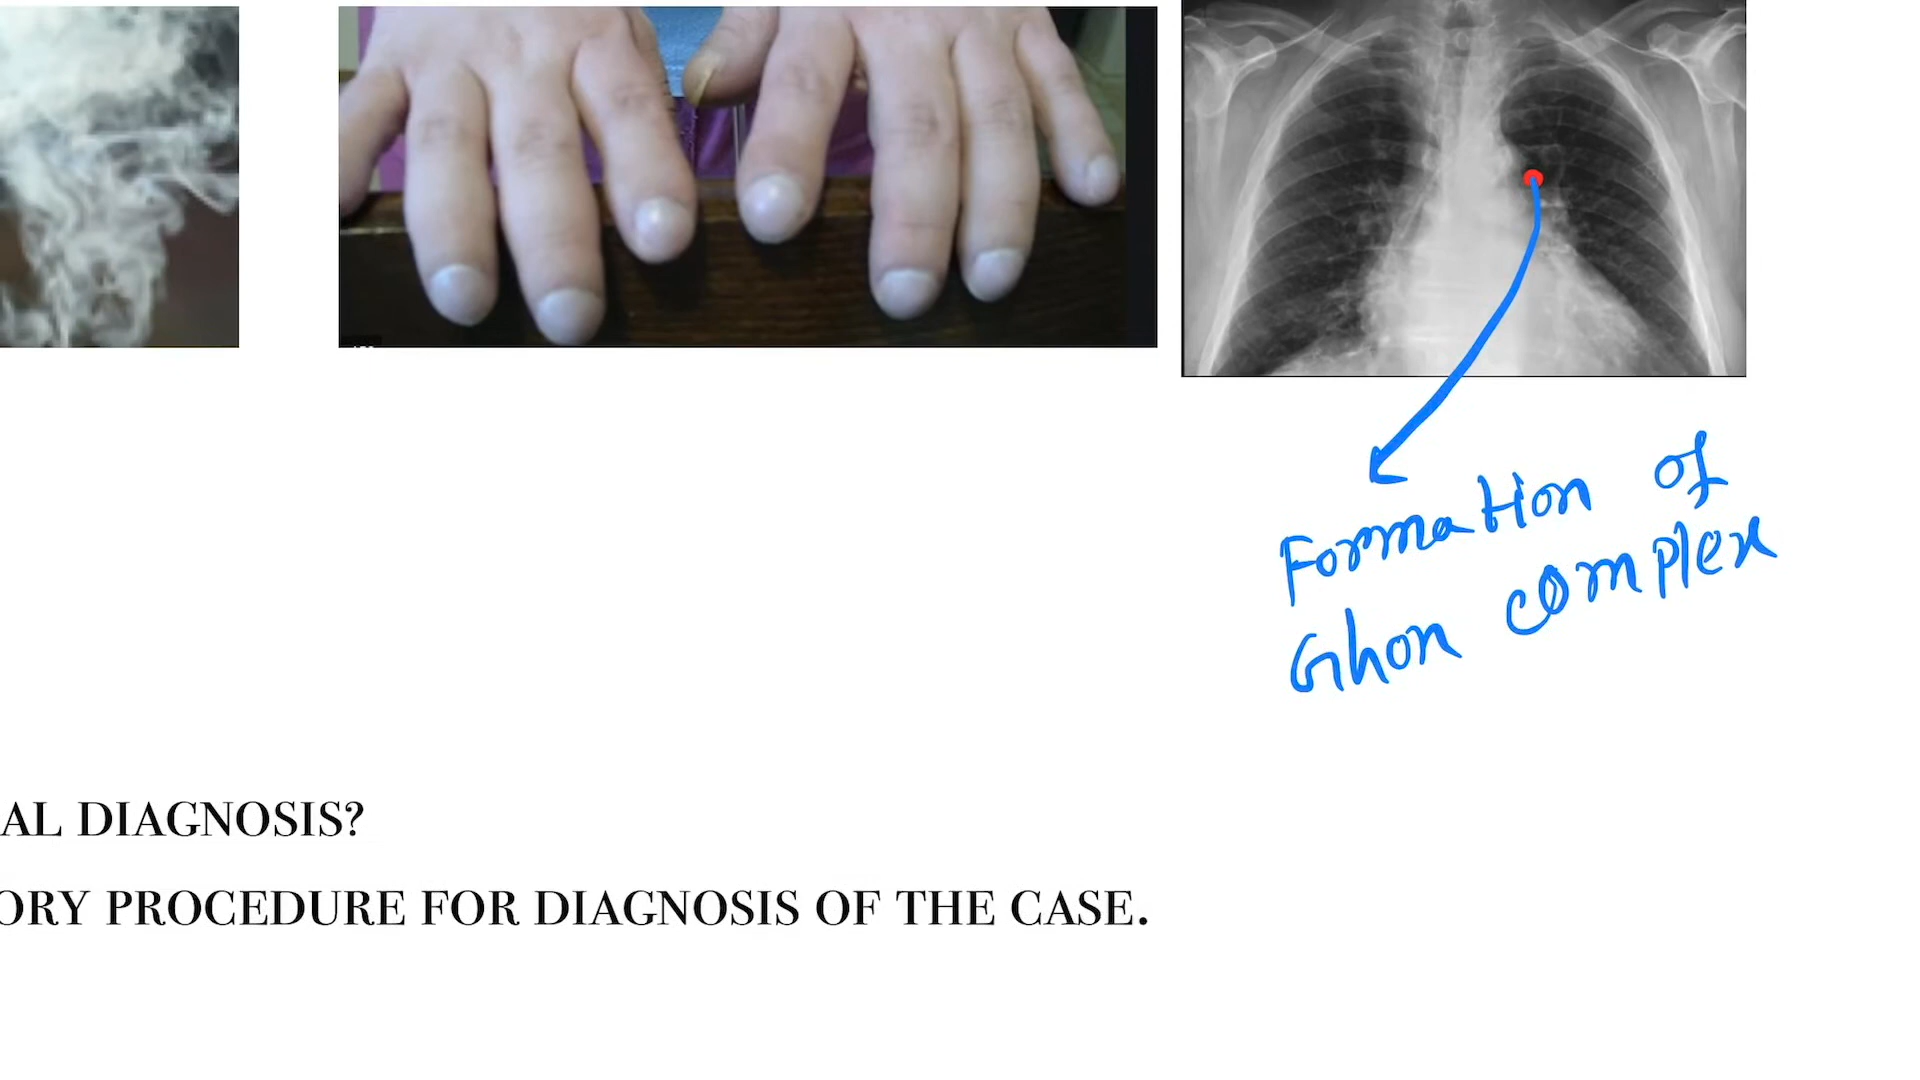 Formation of
Ghon complex
AL DIAGNOSIS?
ORY PROCEDURE FOR DIAGNOSIS OF THE CASE.